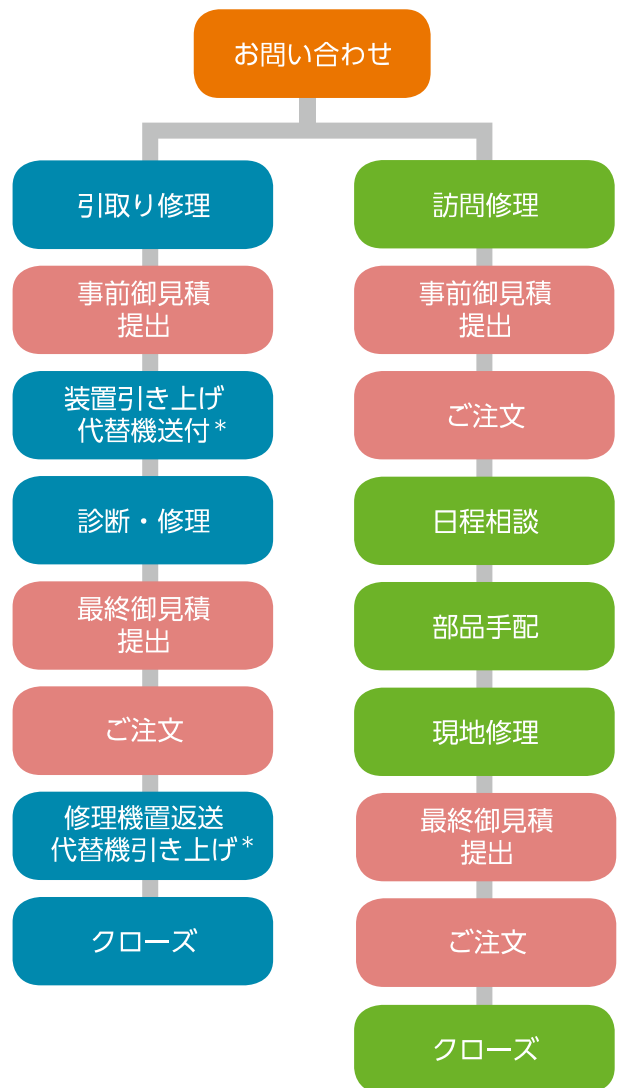 お問い合わせ
引取り修理
事前御見積
提出
装置引き上げ
代替機送付*
診断・修理
最終御見積
提出
ご注文
修理機置返送
代替機引き上げ*
クローズ
訪問修理
事前御見積
提出
ご注文
日程相談
部品手配
現地修理
最終御見積
提出
ご注文
クローズ